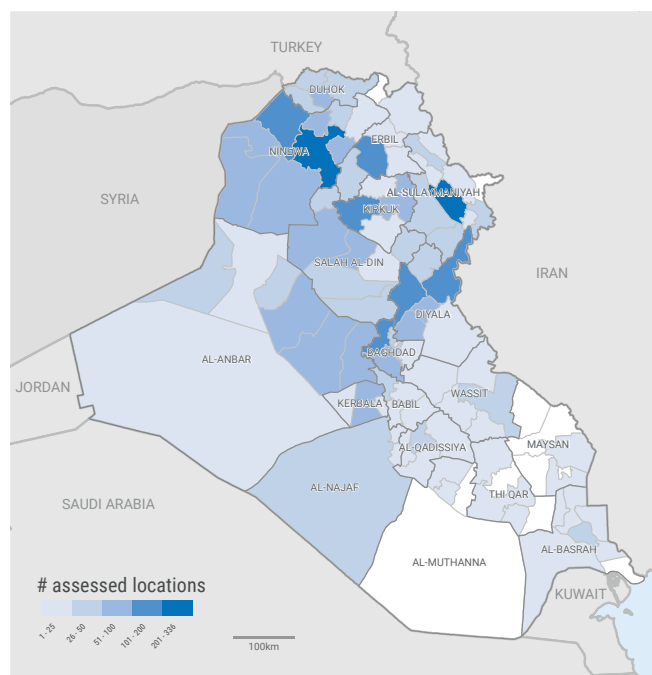 TURKEY
DUHOK
ERBIL
NINEWA
AL-SULAYMANIYAH
SYRIA
KIRKUK
SALAH AL-DIN
IRAN
DIYALA
BAGHDAD
AL-ANBAR
JORDAN
WASSIT
KERBALA
BABIL
AL-QADISSIYA
MAYSAN
AL-NAJAF
THI-QAR
SAUDI ARABIA
AL-BASRAH
AL-MUTHANNA
# assessed locations
KUWAIT
1 - 25
26 - 50
51 - 100
101 - 200
201 - 336
100km